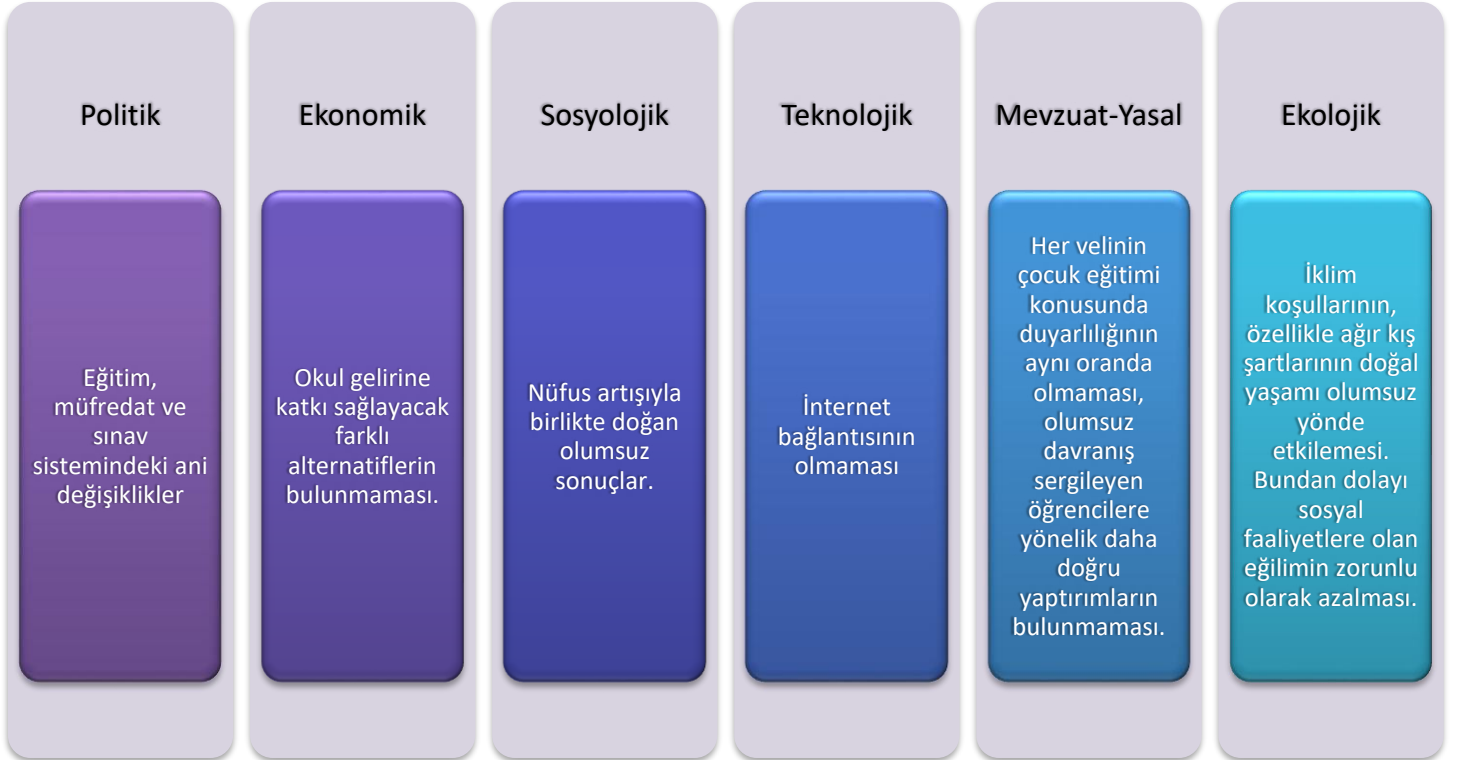 Politik
Eğitim,
müfredat ve
sınav
sistemindeki ani
değişiklikler
Ekonomik
Okul gelirine
katkı sağlayacak
farklı
alternatiflerin
bulunmaması.
Sosyolojik
Nüfus artışıyla
birlikte doğan
olumsuz
sonuçlar.
Teknolojik
İnternet
bağlantısının
olmaması
Mevzuat-Yasal
Her velinin
çocuk eğitimi
konusunda
duyarlılığının
aynı oranda
olmaması,
olumsuz
davranış
sergileyen
öğrencilere
yönelik daha
doğru
yaptırımların
bulunmaması.
Ekolojik
İklim
koşullarının,
özellikle ağır kış
şartlarının doğal
yaşamı olumsuz
yönde
etkilemesi.
Bundan dolayı
sosyal
faaliyetlere olan
eğilimin zorunlu
olarak azalması.